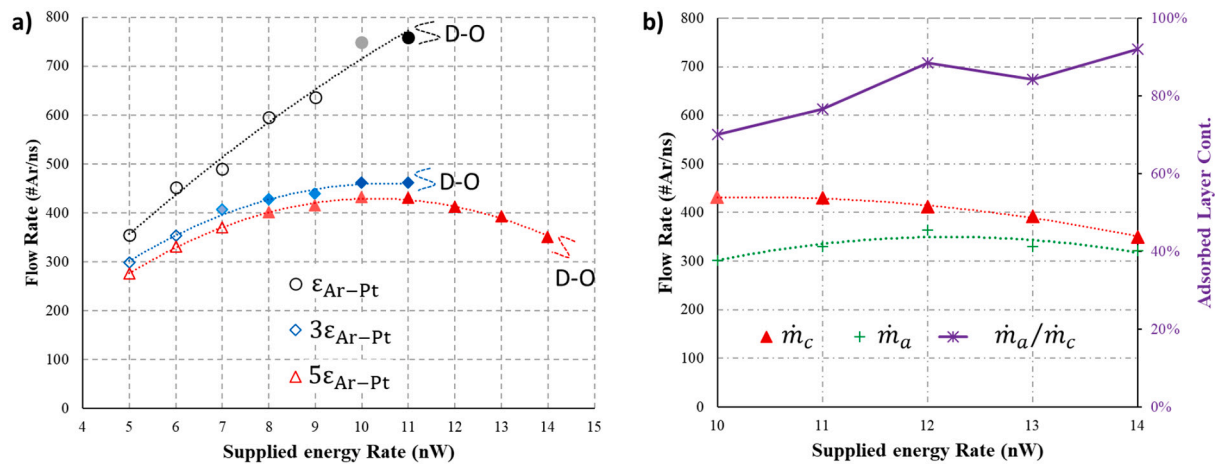 a)
800
700
600
500
400
300
200
100
0
Flow Rate (#Ar/ns)
4 5 6 7 8 9 10 11 12 13 14 15
Supplied energy Rate (nW)
D-O
D-O
D-O
εAr−Pt
3εAr−Pt
5εAr−Pt
b)
800
700
600
500
400
300
200
100
0
Flow Rate (#Ar/ns)
10 11 12 13 14
Supplied energy Rate (nW)
100%
80%
60%
40%
20%
0%
Adsorbed Layer Cont.
ṁc ṁa ṁa/ṁc